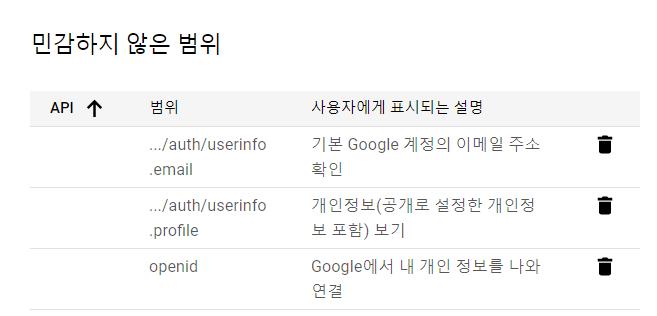 민감하지 않은 범위
API 범위 사용자에게 표시되는 설명
.../auth/userinfo 기본 Google 계정의 이메일 주소
.email 확인
.../auth/userinfo 개인정보(공개로 설정한 개인정
.profile 보 포함) 보기
openid Google에서 내 개인 정보를 나와
연결